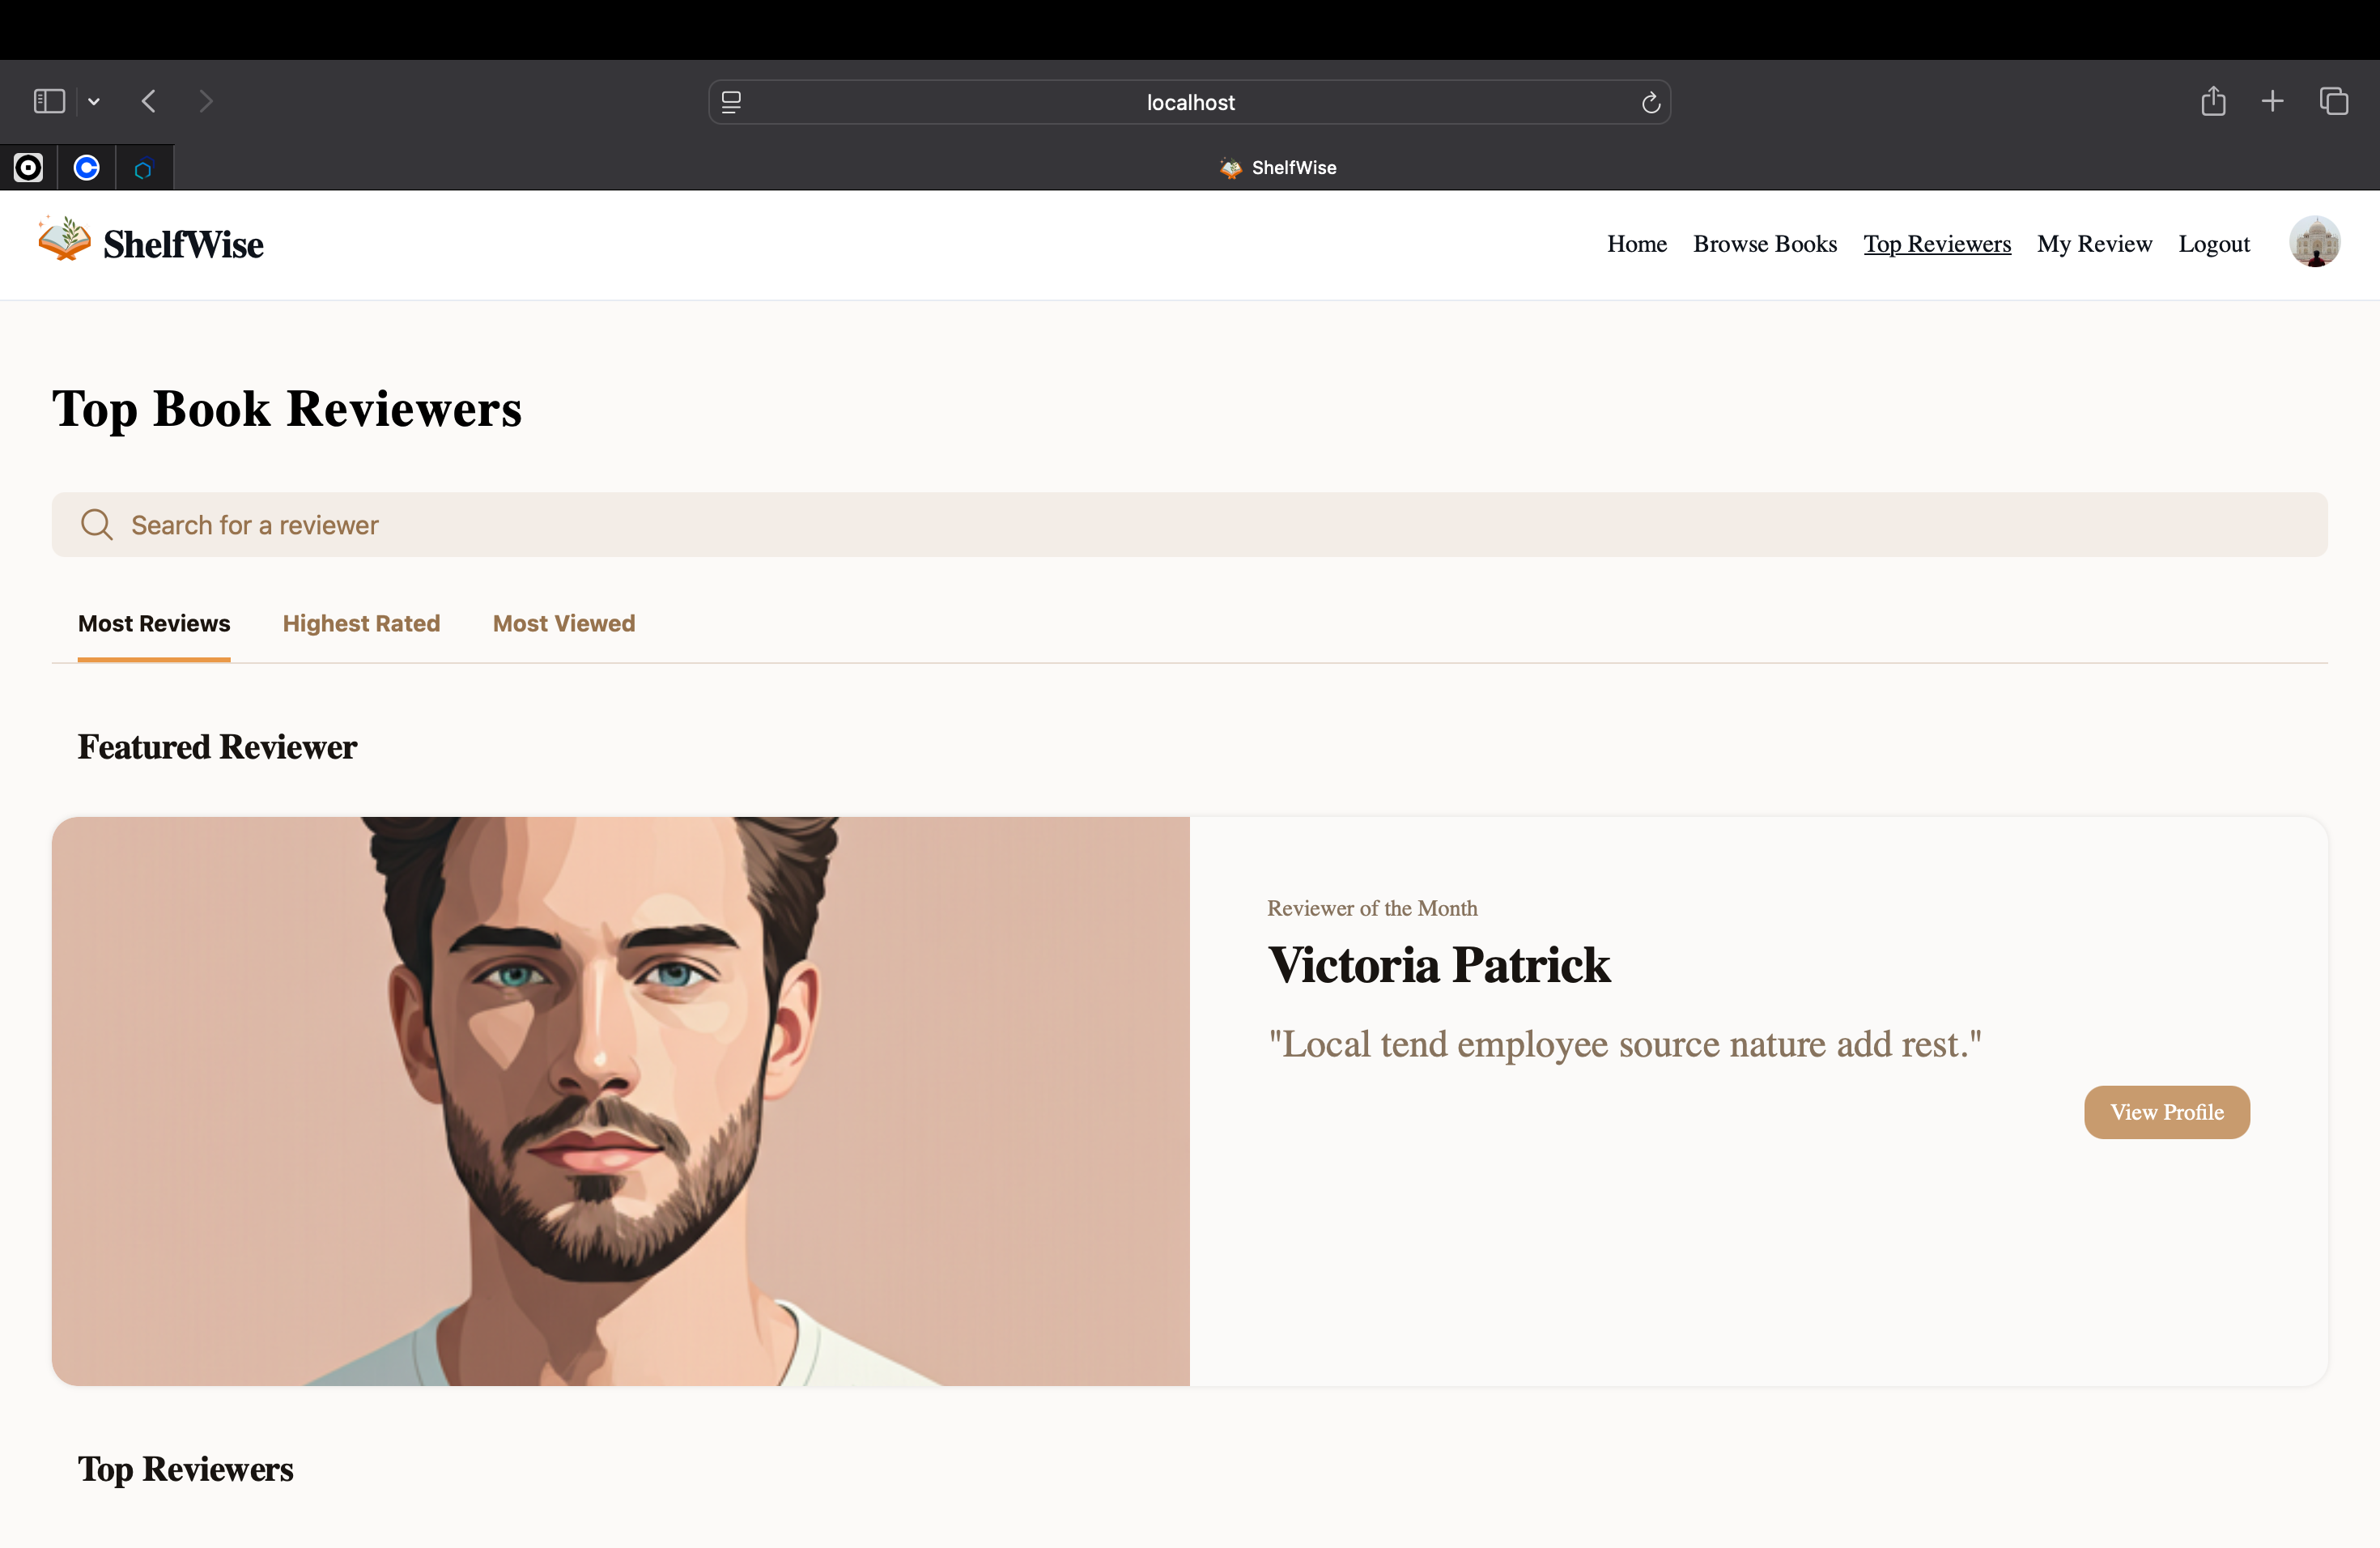 localhost
ShelfWise
ShelfWise
Home Browse Books Top Reviewers My Review Logout
Top Book Reviewers
Search for a reviewer
Most Reviews Highest Rated Most Viewed
Featured Reviewer
Reviewer of the Month
Victoria Patrick
"Local tend employee source nature add rest."
View Profile
Top Reviewers